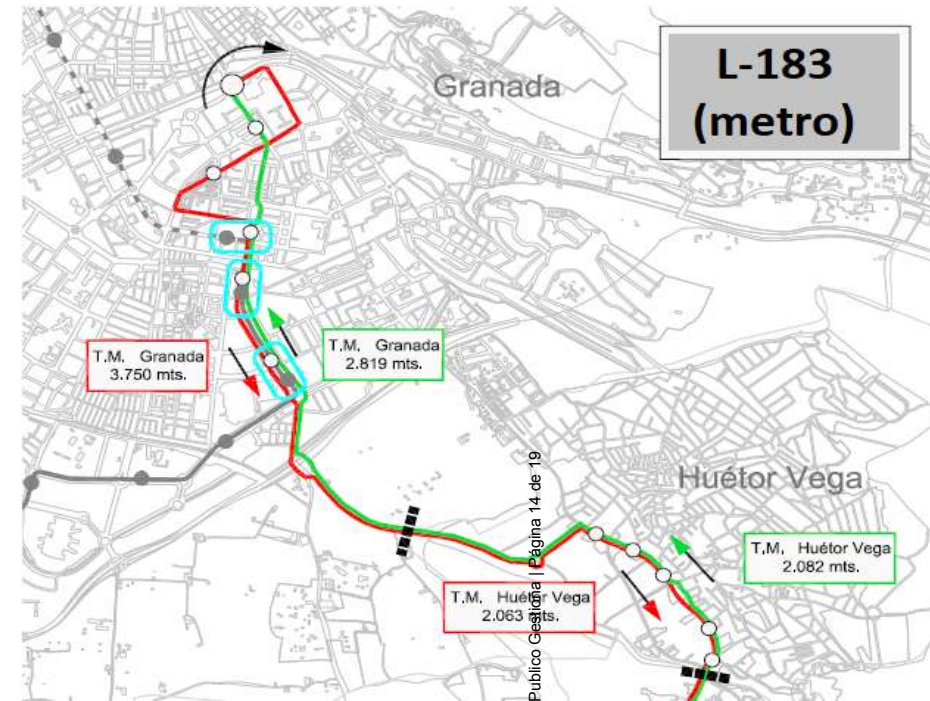 L-183
(metro)
Granada
T.M. Granada
3.750 mts.
T.M. Granada
2.819 mts.
Huétor Vega
T.M. Huétor Vega
2.082 mts.
T.M. Huétor Vega
2.063 mts.
Publico Gestiona | Página 14 de 19